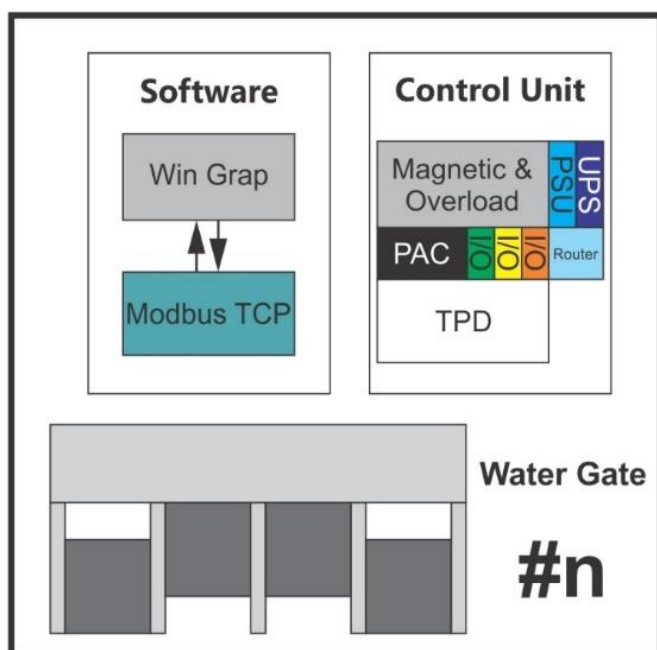 Software
Win Grap
Modbus TCP
Control Unit
Magnetic &
Overload
PSU
UPS
PAC
I/O
I/O
I/O
Router
TPD
Water Gate
#n